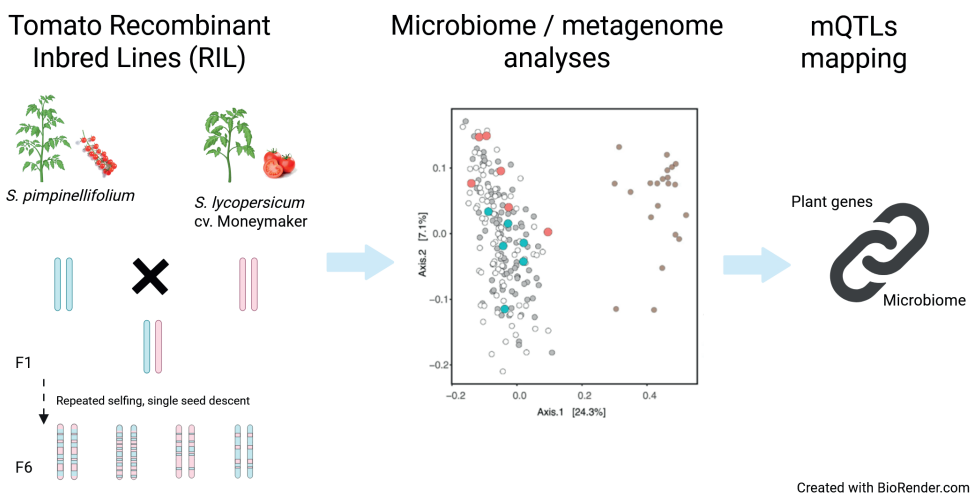 Tomato Recombinant
Inbred Lines (RIL)
S. pimpinellifolium
S. lycopersicum
cv. Moneymaker
F1
Repeated selfing, single seed descent
F6
Microbiome / metagenome
analyses
Axis.2 [7.1%]
0.1
0.0
−0.1
−0.2
−0.2
0.0
0.2
0.4
Axis.1 [24.3%]
mQTLs
mapping
Plant genes
Microbiome
Created with BioRender.com